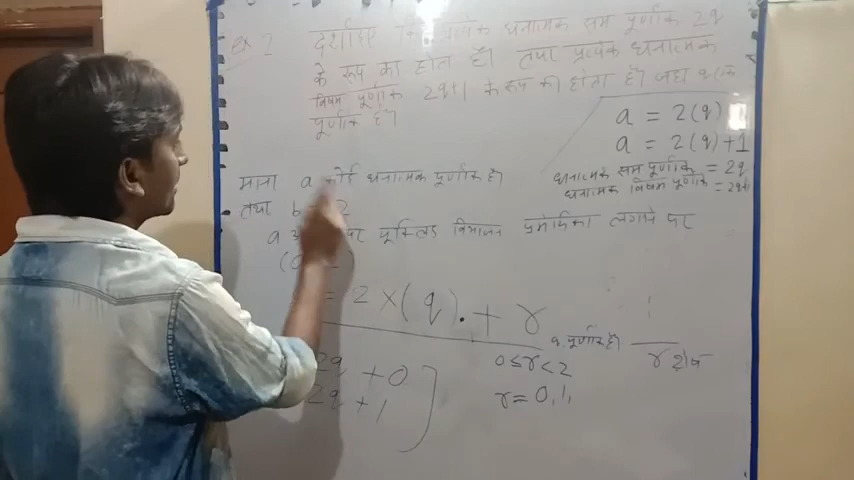 ex 2 दर्शाइए कि प्रत्येक धनात्मक सम पूर्णांक 2q
के रूप का होता है। तथा प्रत्येक धनात्मक
विषम पूर्णांक 2q+1 के रूप का होता है। जहाँ q एक
पूर्णांक है।
a = 2(q)
a = 2(q)+1
धनात्मक सम पूर्णांक = 2q
धनात्मक विषम पूर्णांक = 2q+1
माना a कोई धनात्मक पूर्णांक है।
तथा b 2
a पर यूक्लिड विभाजन प्रमेयिका लगाने पर
= 2 ×(q). + r
q पूर्णांक है।
r शेष
0≤r<2
r = 0,1,
2q + 0
2q + 1